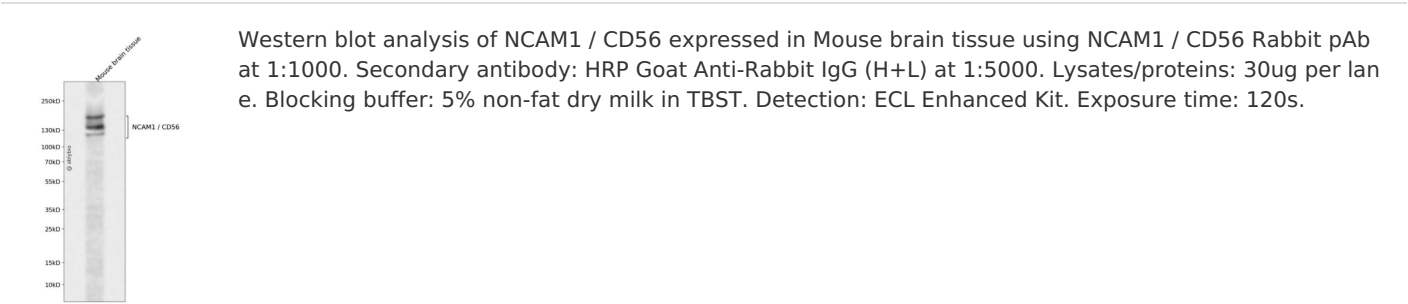 Western blot analysis of NCAM1 / CD56 expressed in Mouse brain tissue using NCAM1 / CD56 Rabbit pAb
at 1:1000. Secondary antibody: HRP Goat Anti-Rabbit IgG (H+L) at 1:5000. Lysates/proteins: 30ug per lan
e. Blocking buffer: 5% non-fat dry milk in TBST. Detection: ECL Enhanced Kit. Exposure time: 120s.
Mouse brain tissue
250kD
130kD
NCAM1 / CD56
100kD
70kD
55kD
35kD
25kD
15kD
10kD